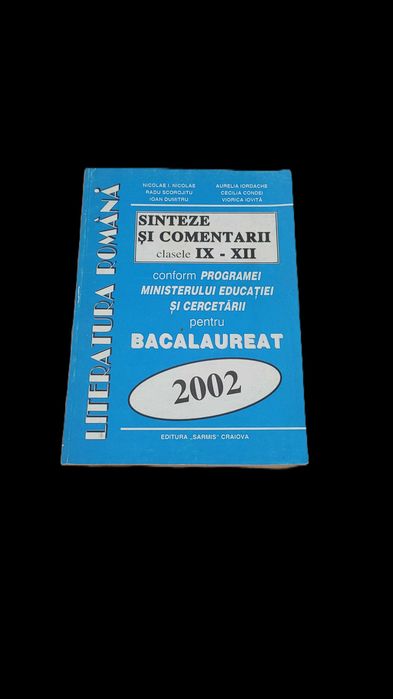 NICOLAE I. NICOLAE
RADU SCOROJITU
IOAN DUMITRU
AURELIA IORDACHE
CECILIA CONDEI
VIORICA IOVITĂ
LITERATURA ROMÂNĂ
SINTEZE
ȘI COMENTARII
clasele IX - XII
conform PROGRAMEI
MINISTERULUI EDUCAȚIEI
ȘI CERCETĂRII
pentru
BACALAUREAT
2002
EDITURA „SARMIS" CRAIOVA